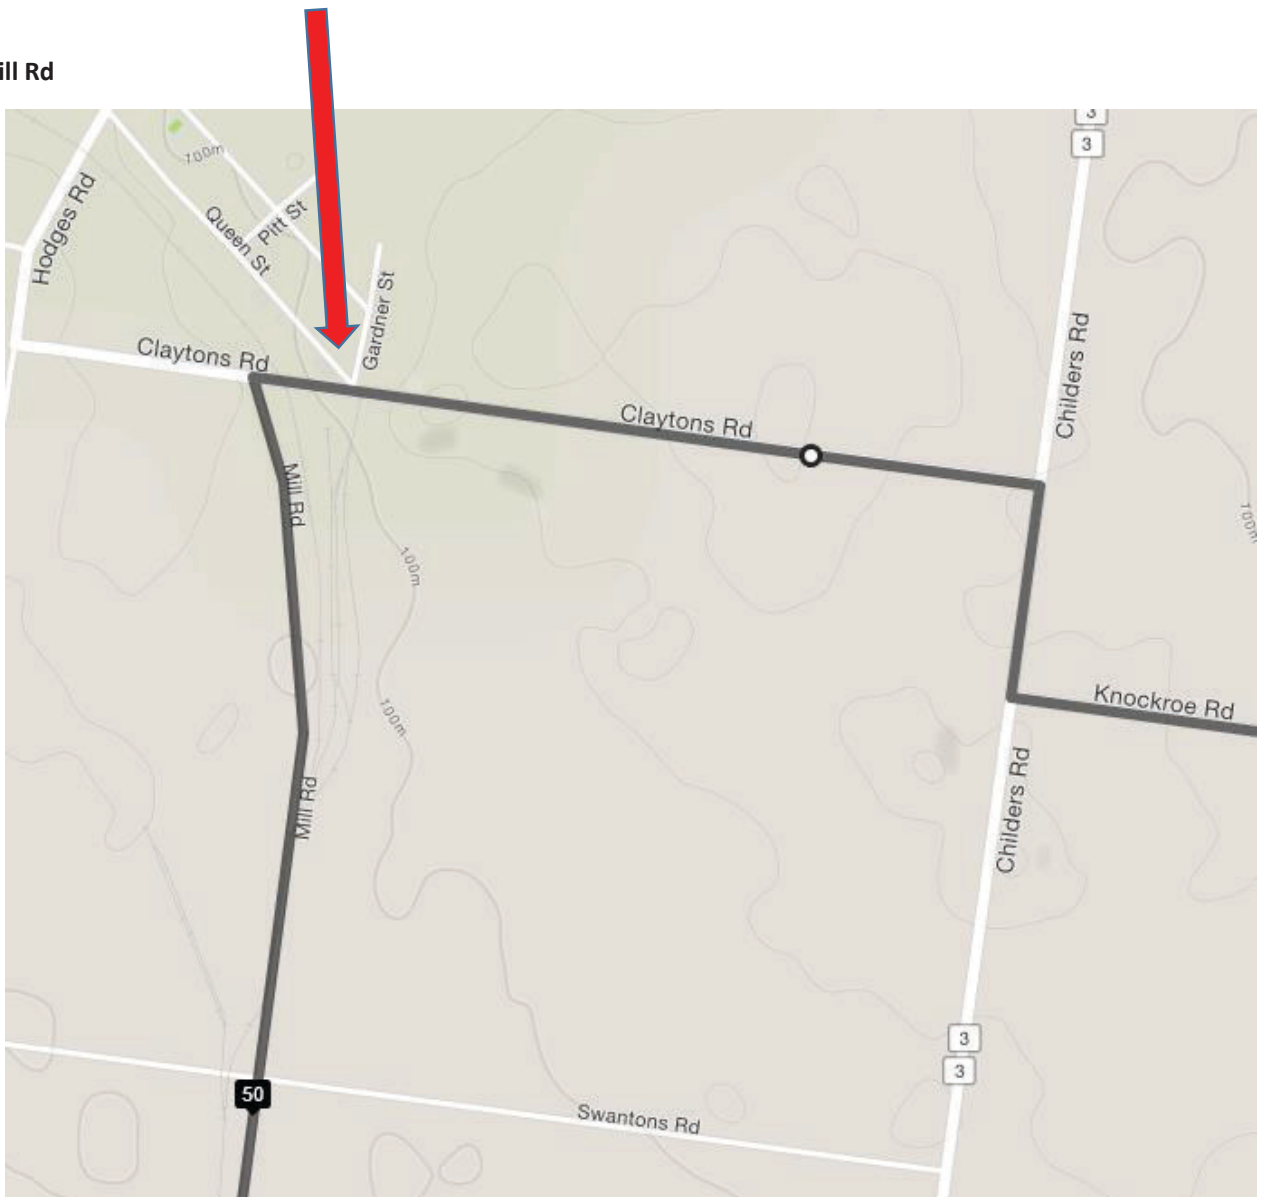 ill Rd
3
3
100m
Hodges Rd
Queen St
Pitt St
Gardner St
Claytons Rd
Claytons Rd
Childers Rd
Mill Rd
100m
100m
100m
Knockroe Rd
Mill Rd
Childers Rd
3
3
50
Swantons Rd